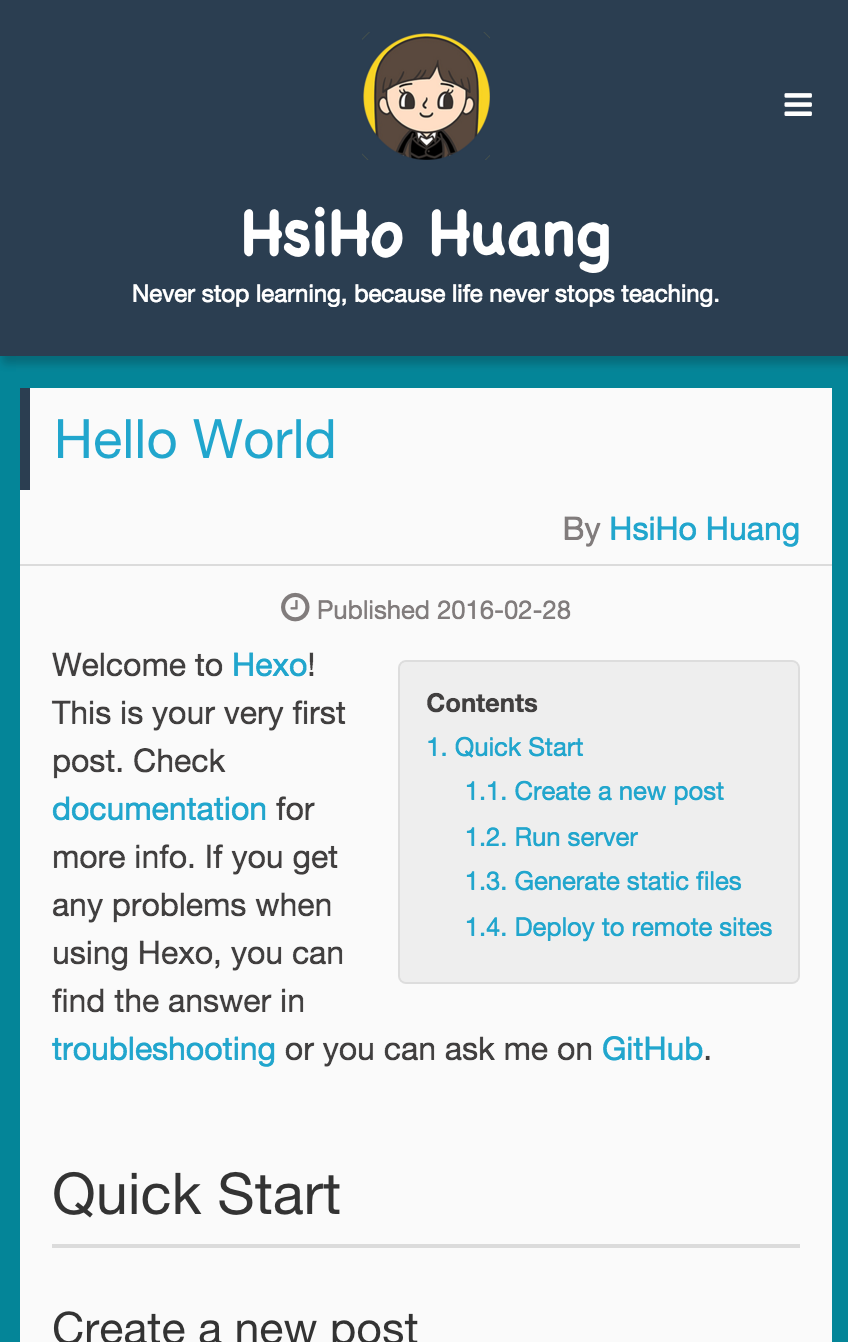 HsiHo Huang
Never stop learning, because life never stops teaching.
Hello World
By HsiHo Huang
Published 2016-02-28
Welcome to Hexo!
This is your very first
post. Check
documentation for
more info. If you get
any problems when
using Hexo, you can
find the answer in
troubleshooting or you can ask me on GitHub.
Contents
1. Quick Start
1.1. Create a new post
1.2. Run server
1.3. Generate static files
1.4. Deploy to remote sites
Quick Start
Create a new post